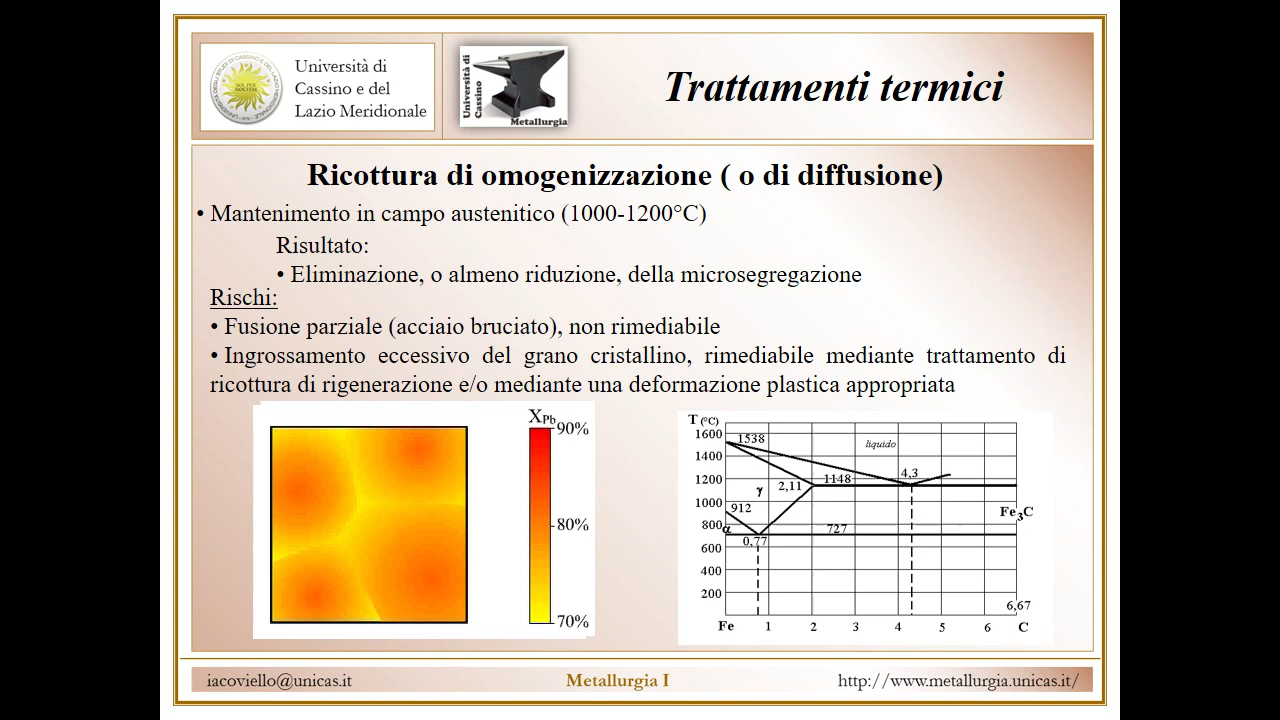 Università di
Cassino e del
Lazio Meridionale
Università di
Cassino
Metallurgia
Trattamenti termici
Ricottura di omogenizzazione ( o di diffusione)
• Mantenimento in campo austenitico (1000-1200°C)
Risultato:
• Eliminazione, o almeno riduzione, della microsegregazione
Rischi:
• Fusione parziale (acciaio bruciato), non rimediabile
• Ingrossamento eccessivo del grano cristallino, rimediabile mediante trattamento di
ricottura di rigenerazione e/o mediante una deformazione plastica appropriata
XPb
90%
80%
70%
T (°C)
1600
1400
1200
1000
800
600
400
200
1538
liquido
4,3
1148
2,11
γ
912
α
Fe3C
727
0,77
6,67
Fe 1 2 3 4 5 6 C
iacoviello@unicas.it
Metallurgia I
http://www.metallurgia.unicas.it/